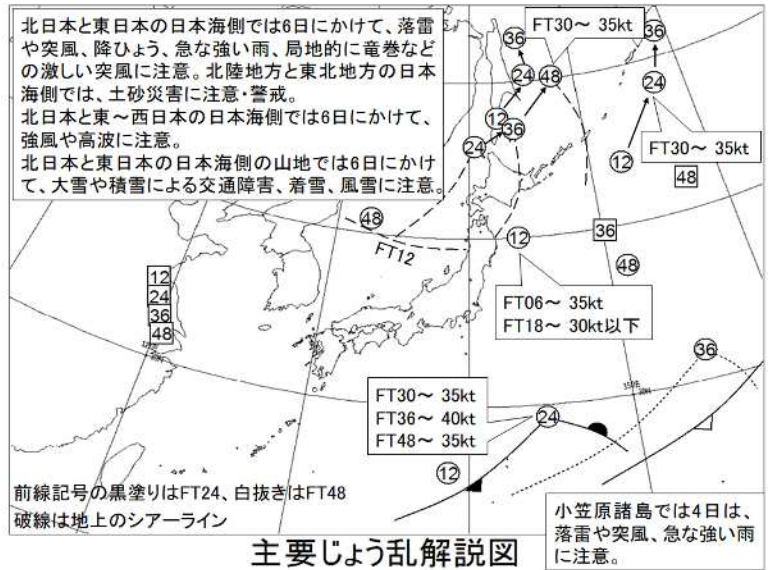 北日本と東日本の日本海側では6日にかけて、落雷
や突風、降ひょう、急な強い雨、局地的に竜巻など
の激しい突風に注意。北陸地方と東北地方の日本
海側では、土砂災害に注意・警戒。
北日本と東～西日本の日本海側では6日にかけて、
強風や高波に注意。
北日本と東日本の日本海側の山地では6日にかけ
て、大雪や積雪による交通障害、着雪、風雪に注意。
FT30～ 35kt
36
36
24
48
24
12
36
24
FT30～ 35kt
12
48
48
FT12
12
36
48
12
24
36
48
FT06～ 35kt
FT18～ 30kt以下
36
FT30～ 35kt
FT36～ 40kt
FT48～ 35kt
24
12
前線記号の黒塗りはFT24、白抜きはFT48
破線は地上のシアーライン
小笠原諸島では4日は、
落雷や突風、急な強い雨
に注意。
主要じょう乱解説図